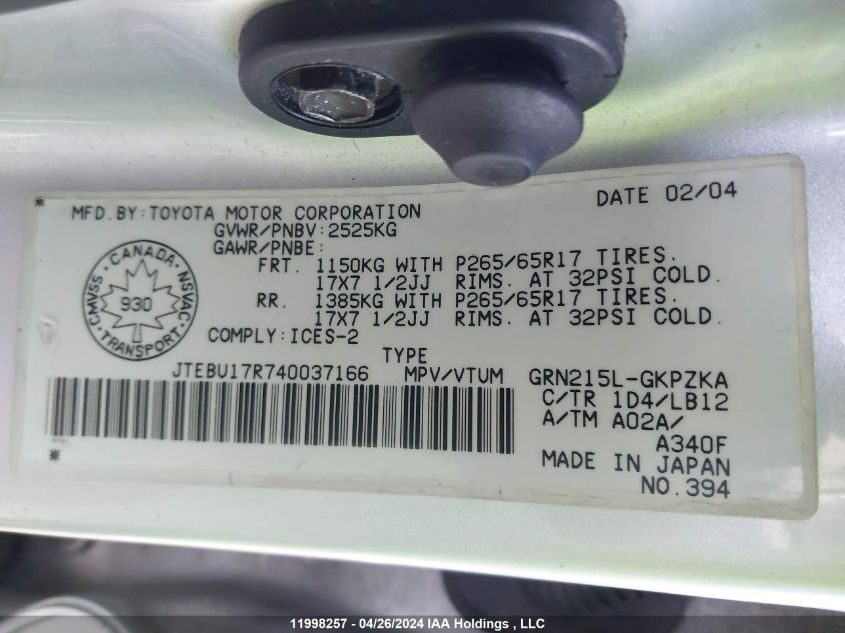 DATE 02/04
MFD. BY: TOYOTA MOTOR CORPORATION
GVWR/PNBV: 2525KG
GAWR/PNBE:
FRT. 1150KG WITH P265/65R17 TIRES.
17X7 1/2JJ RIMS. AT 32PSI COLD.
RR. 1385KG WITH P265/65R17 TIRES.
17X7 1/2JJ RIMS. AT 32PSI COLD.
CANADA
CMVSS 930 NSVAC
TRANSPORT
COMPLY: ICES-2
TYPE
JTEBU17R740037166 MPV/VTUM GRN215L-GKPZKA
C/TR 1D4/LB12
A/TM A02A/
A340F
MADE IN JAPAN
NO. 394
11998257 - 04/26/2024 IAA Holdings , LLC